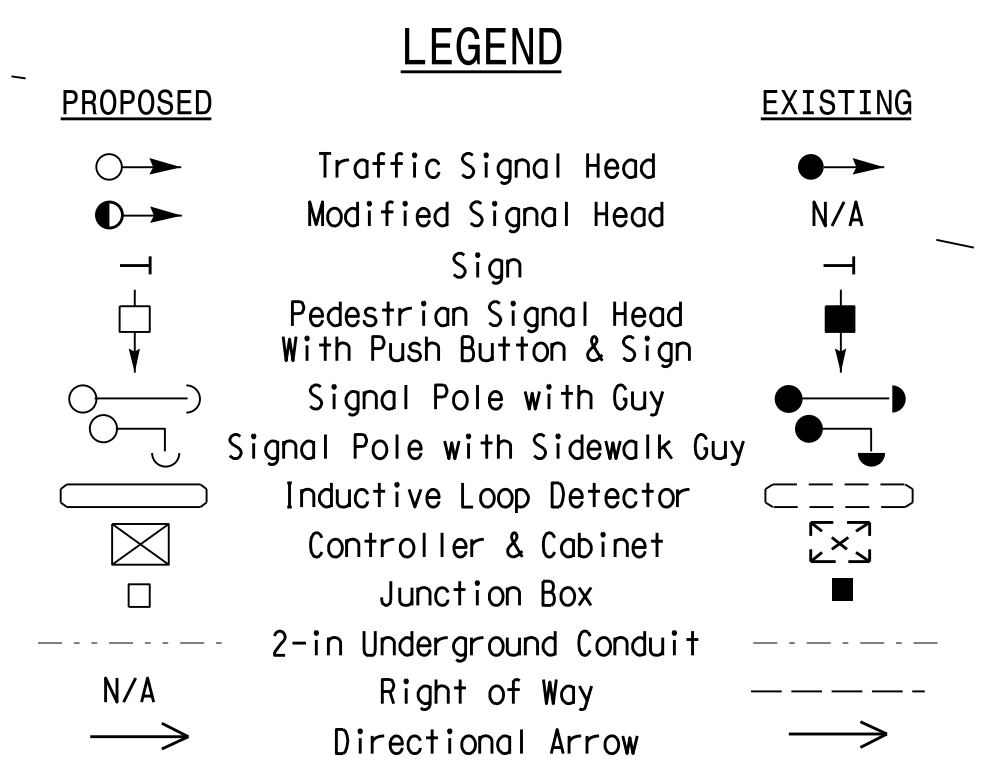 LEGEND
PROPOSED EXISTING
Traffic Signal Head
Modified Signal Head N/A
Sign
Pedestrian Signal Head
With Push Button & Sign
Signal Pole with Guy
Signal Pole with Sidewalk Guy
Inductive Loop Detector
Controller & Cabinet
Junction Box
2-in Underground Conduit
N/A Right of Way
Directional Arrow